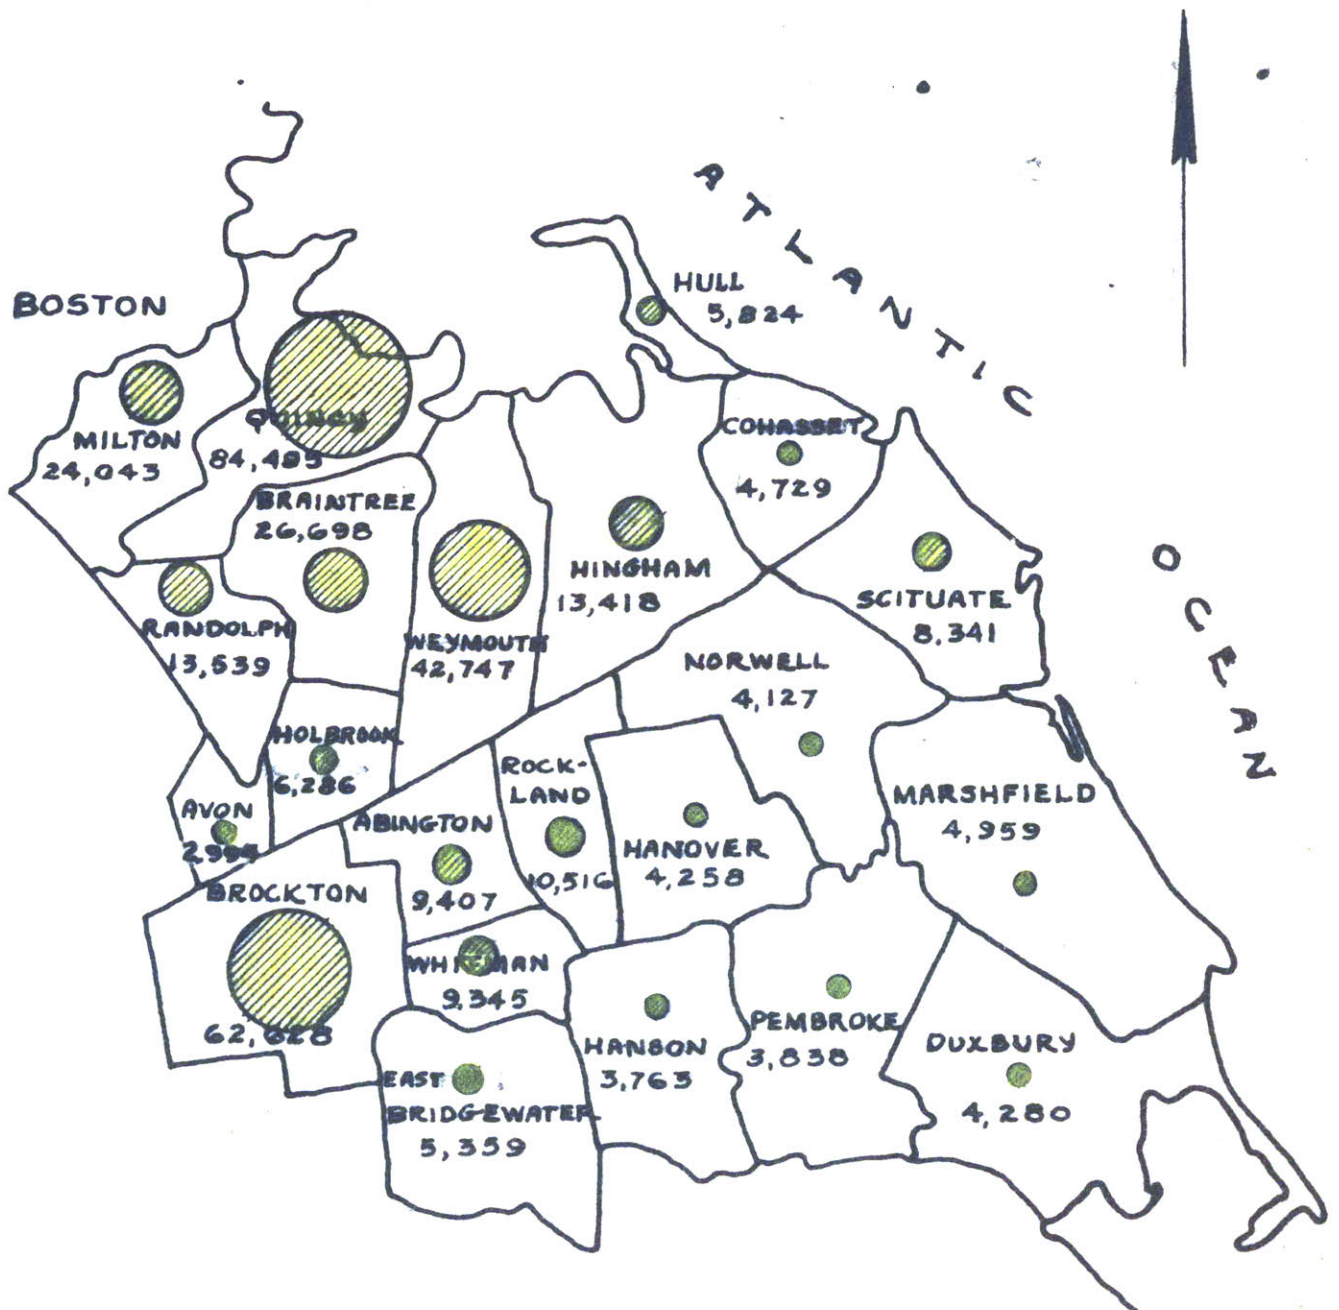 ATLANTIC
OCEAN
BOSTON
HULL
5,824
MILTON
24,043
QUINCY
84,495
COHASSET
4,729
BRAINTREE
26,698
HINGHAM
13,418
SCITUATE
8,341
RANDOLPH
13,539
WEYMOUTH
42,747
NORWELL
4,127
HOLBROOK
6,286
ROCK-
LAND
10,516
AVON
ABINGTON
9,407
HANOVER
4,258
MARSHFIELD
4,959
BROCKTON
WHITMAN
9,345
HANSON
3,763
PEMBROKE
3,838
DUXBURY
4,280
EAST
BRIDGEWATER
5,359